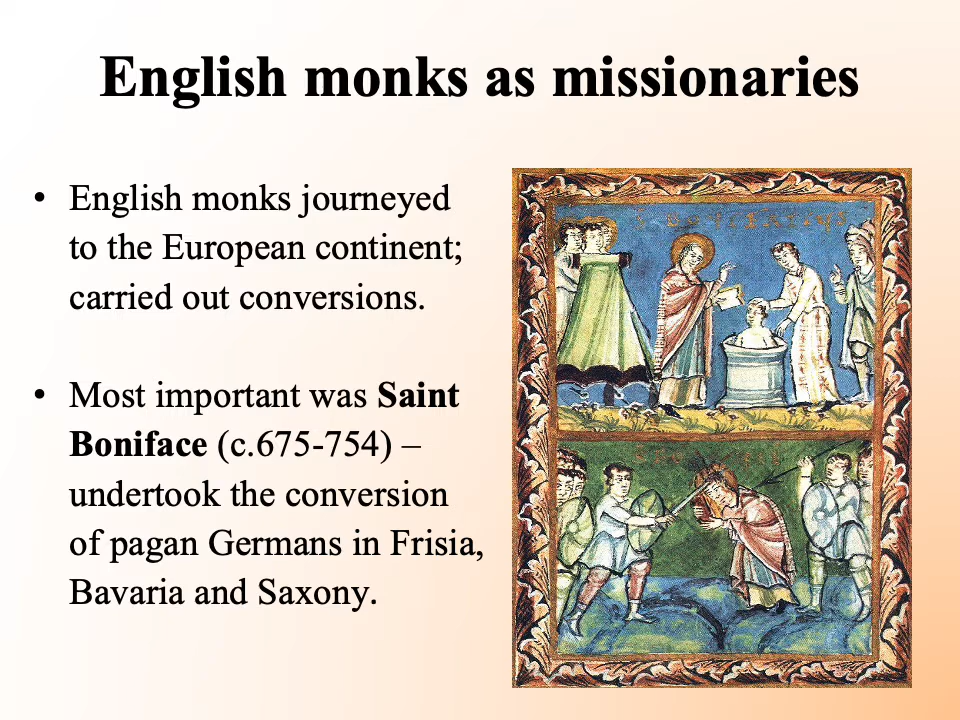 English monks as missionaries
• English monks journeyed
to the European continent;
carried out conversions.
• Most important was Saint
Boniface (c.675-754) –
undertook the conversion
of pagan Germans in Frisia,
Bavaria and Saxony.